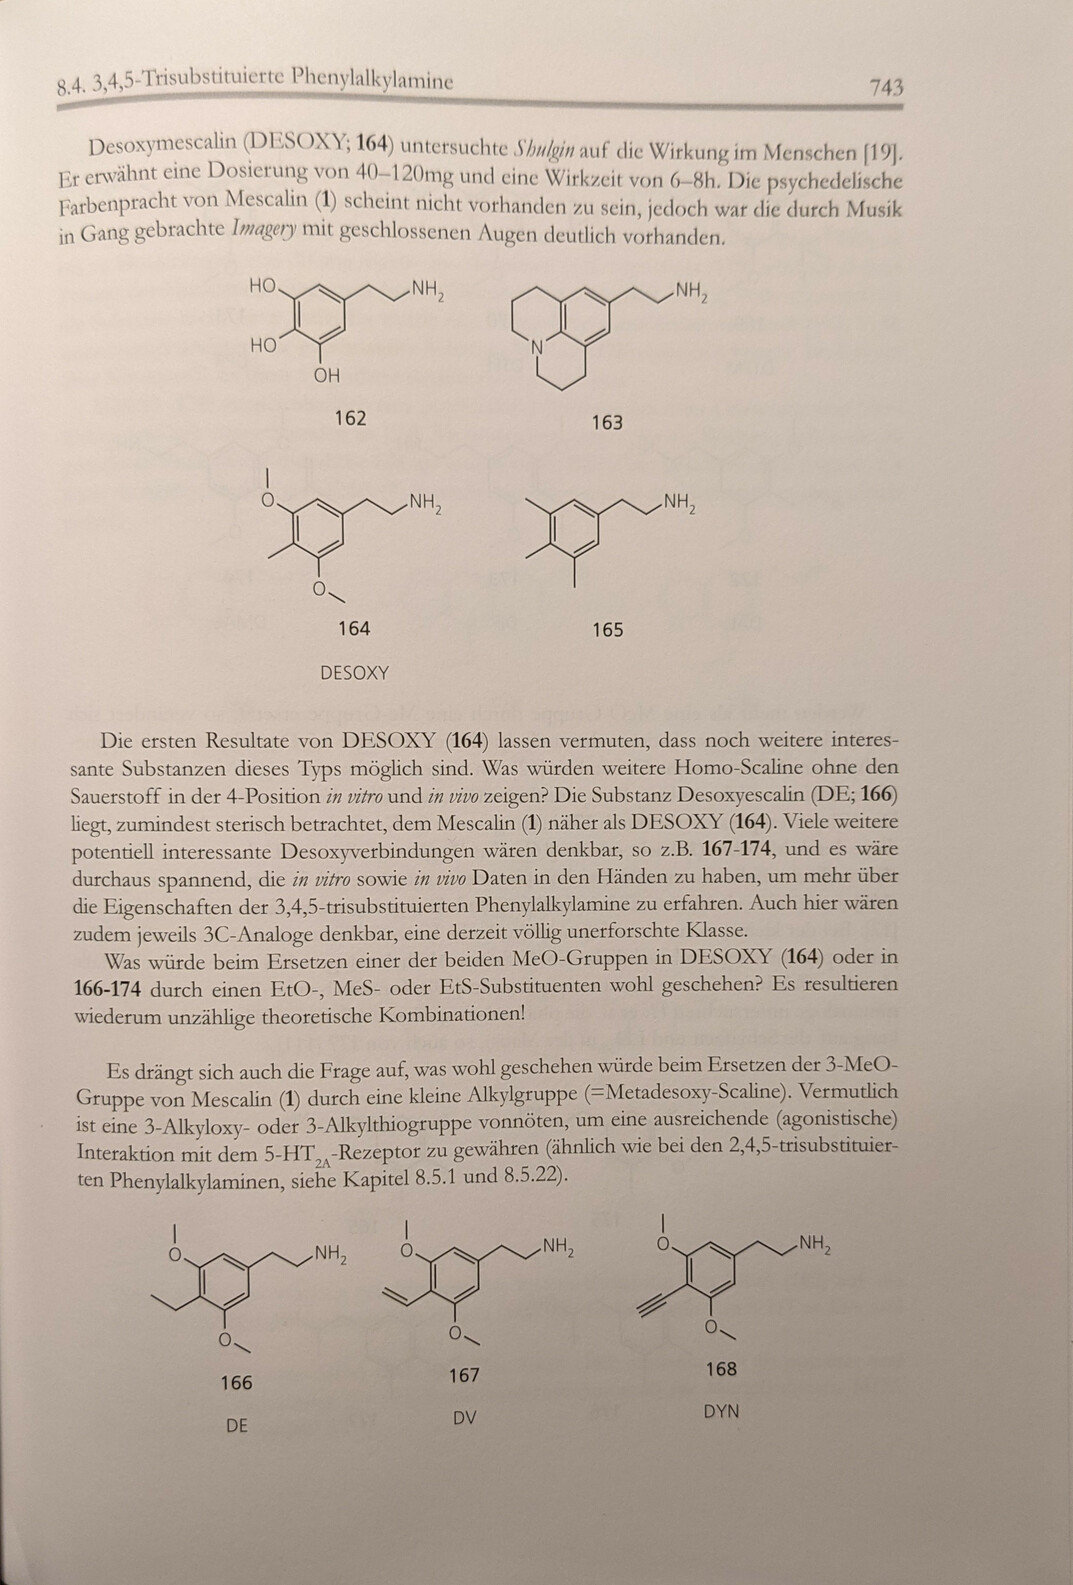 8.4. 3,4,5-Trisubstituierte Phenylalkylamine 743
Desoxymescalin (DESOXY; 164) untersuchte Shulgin auf die Wirkung im Menschen [19].
Er erwähnt eine Dosierung von 40–120mg und eine Wirkzeit von 6–8h. Die psychedelische
Farbenpracht von Mescalin (1) scheint nicht vorhanden zu sein, jedoch war die durch Musik
in Gang gebrachte Imagery mit geschlossenen Augen deutlich vorhanden.
HO NH2 NH2
HO N
OH
162 163
O NH2 NH2
O
164 165
DESOXY
Die ersten Resultate von DESOXY (164) lassen vermuten, dass noch weitere interes-
sante Substanzen dieses Typs möglich sind. Was würden weitere Homo-Scaline ohne den
Sauerstoff in der 4-Position in vitro und in vivo zeigen? Die Substanz Desoxyescalin (DE; 166)
liegt, zumindest sterisch betrachtet, dem Mescalin (1) näher als DESOXY (164). Viele weitere
potentiell interessante Desoxyverbindungen wären denkbar, so z.B. 167-174, und es wäre
durchaus spannend, die in vitro sowie in vivo Daten in den Händen zu haben, um mehr über
die Eigenschaften der 3,4,5-trisubstituierten Phenylalkylamine zu erfahren. Auch hier wären
zudem jeweils 3C-Analoge denkbar, eine derzeit völlig unerforschte Klasse.
Was würde beim Ersetzen einer der beiden MeO-Gruppen in DESOXY (164) oder in
166-174 durch einen EtO-, MeS- oder EtS-Substituenten wohl geschehen? Es resultieren
wiederum unzählige theoretische Kombinationen!
Es drängt sich auch die Frage auf, was wohl geschehen würde beim Ersetzen der 3-MeO-
Gruppe von Mescalin (1) durch eine kleine Alkylgruppe (=Metadesoxy-Scaline). Vermutlich
ist eine 3-Alkyloxy- oder 3-Alkylthiogruppe vonnöten, um eine ausreichende (agonistische)
Interaktion mit dem 5-HT2A-Rezeptor zu gewähren (ähnlich wie bei den 2,4,5-trisubstituier-
ten Phenylalkylaminen, siehe Kapitel 8.5.1 und 8.5.22).
O NH2 O NH2 O NH2
O O O
166 167 168
DE DV DYN